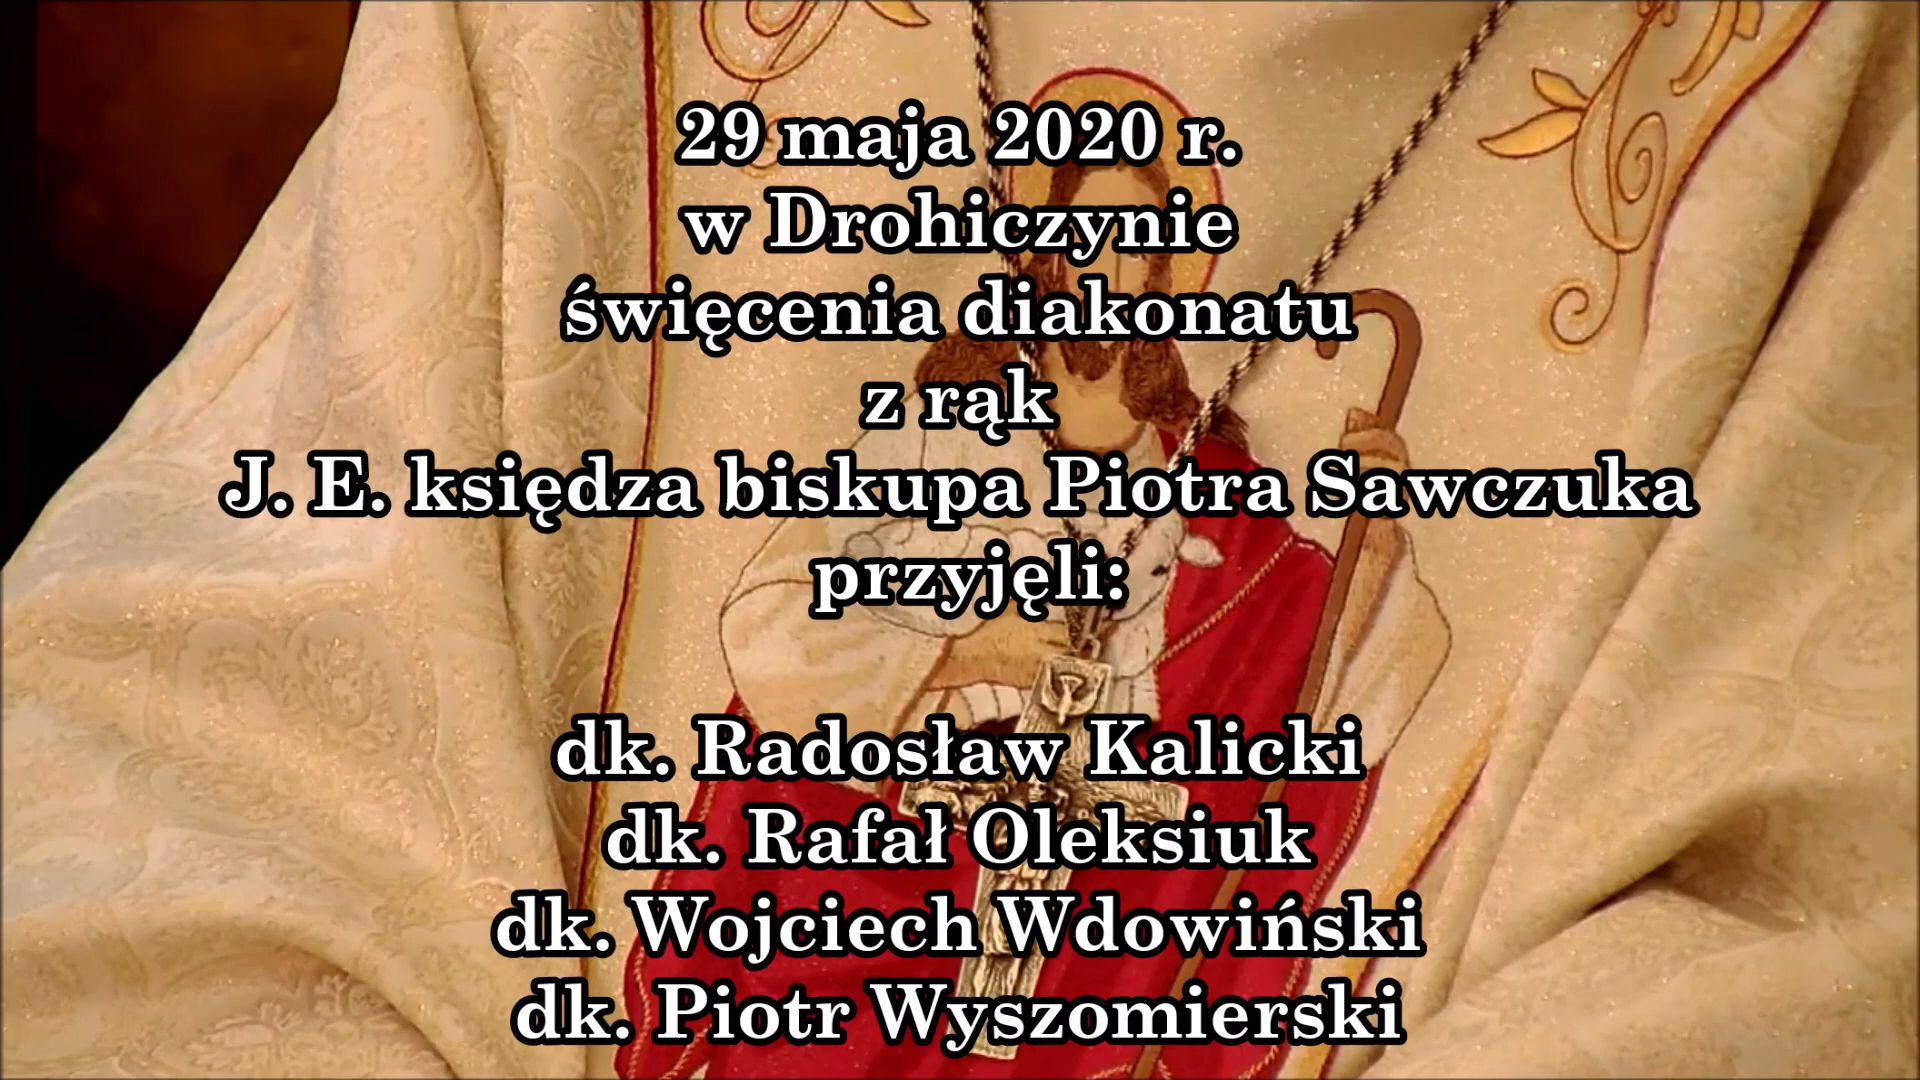 29 maja 2020 r.
w Drohiczynie
święcenia diakonatu
z rąk
J. E. księdza biskupa Piotra Sawczuka
przyjęli:
dk. Radosław Kalicki
dk. Rafał Oleksiuk
dk. Wojciech Wdowiński
dk. Piotr Wyszomierski